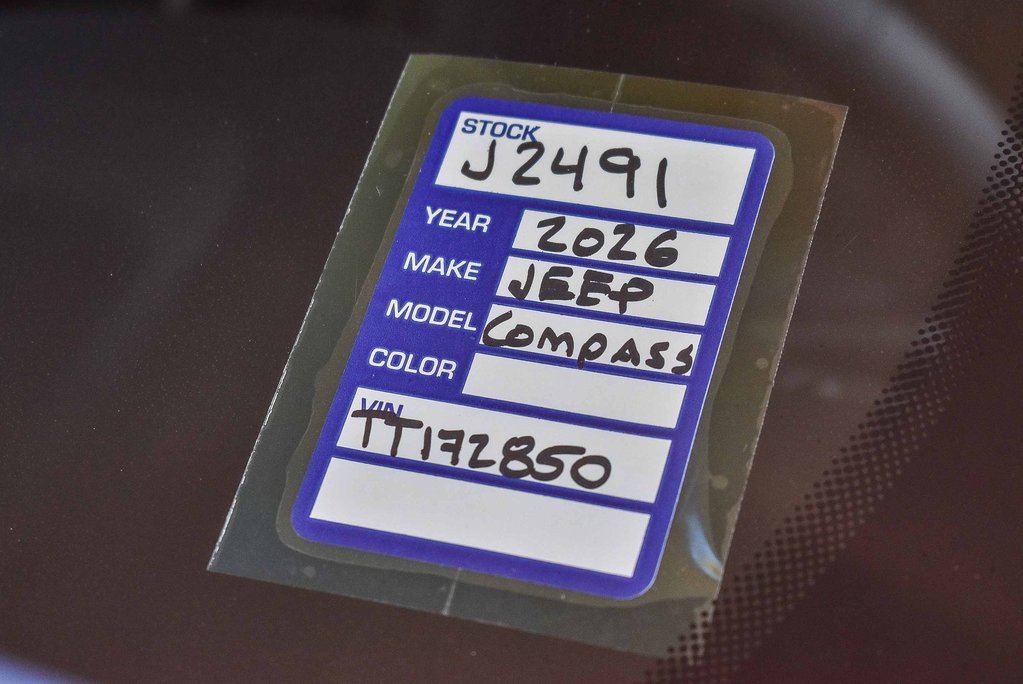 STOCK
J2491
YEAR 2026
MAKE JEEP
MODEL COMPASS
COLOR
VIN
TT172850